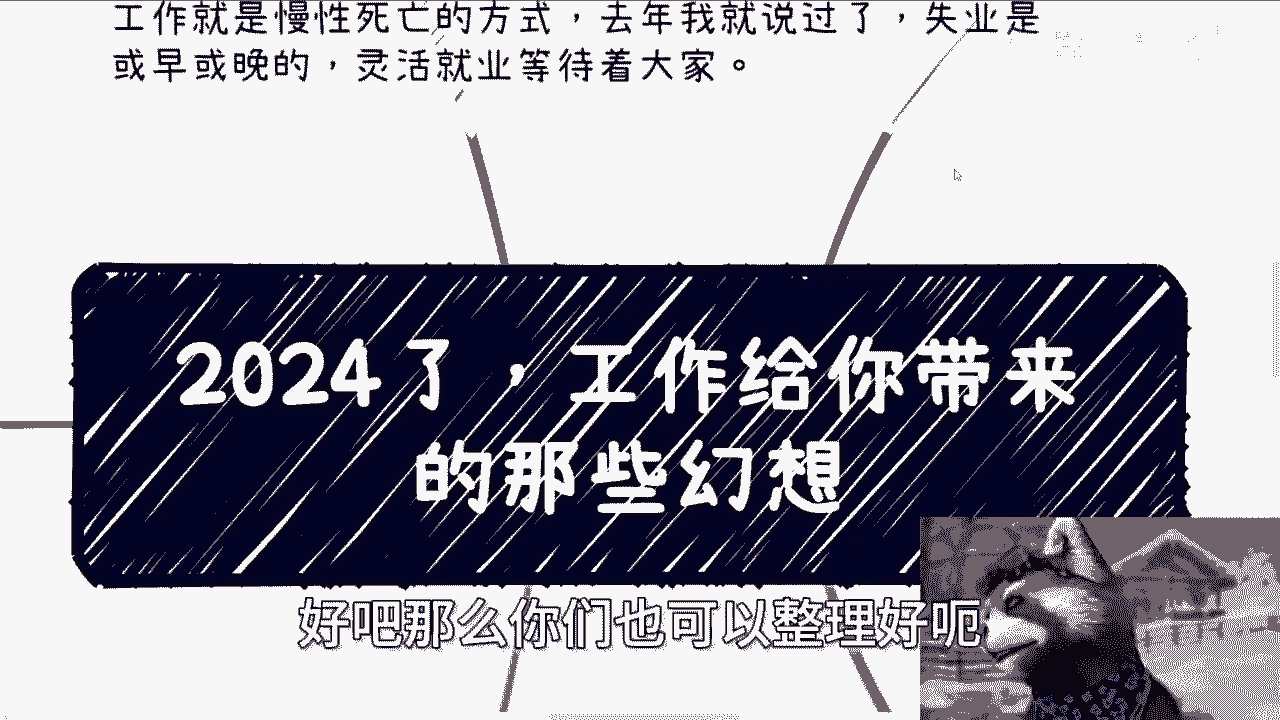 工作就是慢性死亡的方式，去年我就说过了，失业是
或早或晚的，灵活就业等待着大家。
2024了，工作给你带来
的那些幻想
好吧那么你们也可以整理好呃